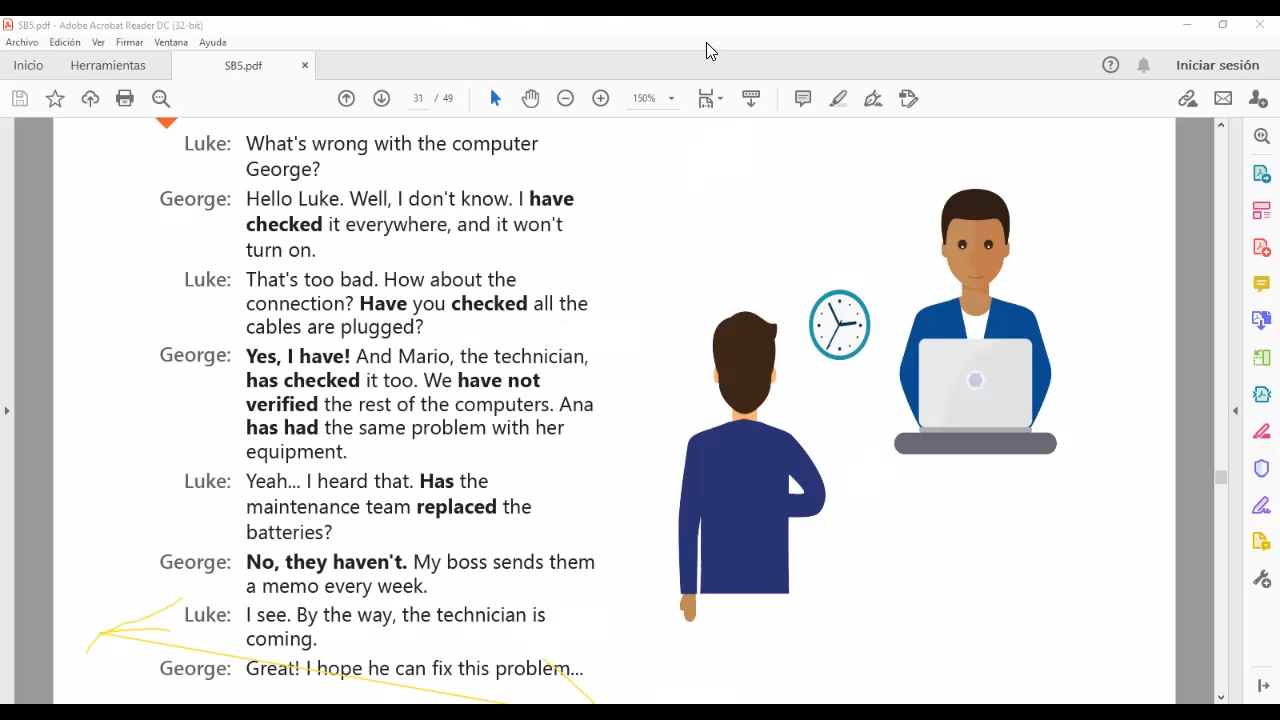 SB5.pdf - Adobe Acrobat Reader DC (32-bit)
Archivo Edición Ver Firmar Ventana Ayuda
Inicio Herramientas SB5.pdf × Iniciar sesión
31 / 49 150%
Luke: What's wrong with the computer
George?
George: Hello Luke. Well, I don't know. I have
checked it everywhere, and it won't
turn on.
Luke: That's too bad. How about the
connection? Have you checked all the
cables are plugged?
George: Yes, I have! And Mario, the technician,
has checked it too. We have not
verified the rest of the computers. Ana
has had the same problem with her
equipment.
Luke: Yeah... I heard that. Has the
maintenance team replaced the
batteries?
George: No, they haven't. My boss sends them
a memo every week.
Luke: I see. By the way, the technician is
coming.
George: Great! I hope he can fix this problem...